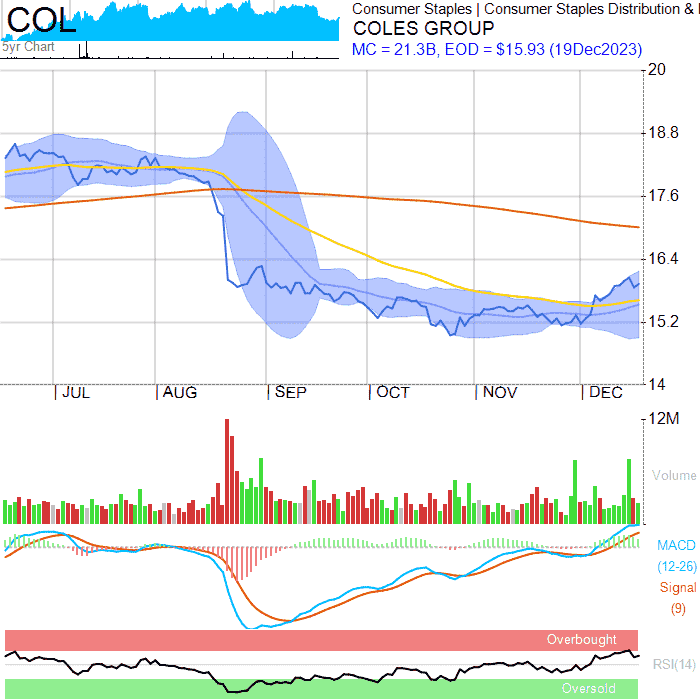 COL
5yr Chart
Consumer Staples | Consumer Staples Distribution &
COLES GROUP
MC = 21.3B, EOD = $15.93 (19Dec2023)
20
18.8
17.6
16.4
15.2
14
JUL AUG SEP OCT NOV DEC
12M
Volume
MACD
(12-26)
Signal
(9)
Overbought
RSI(14)
Oversold